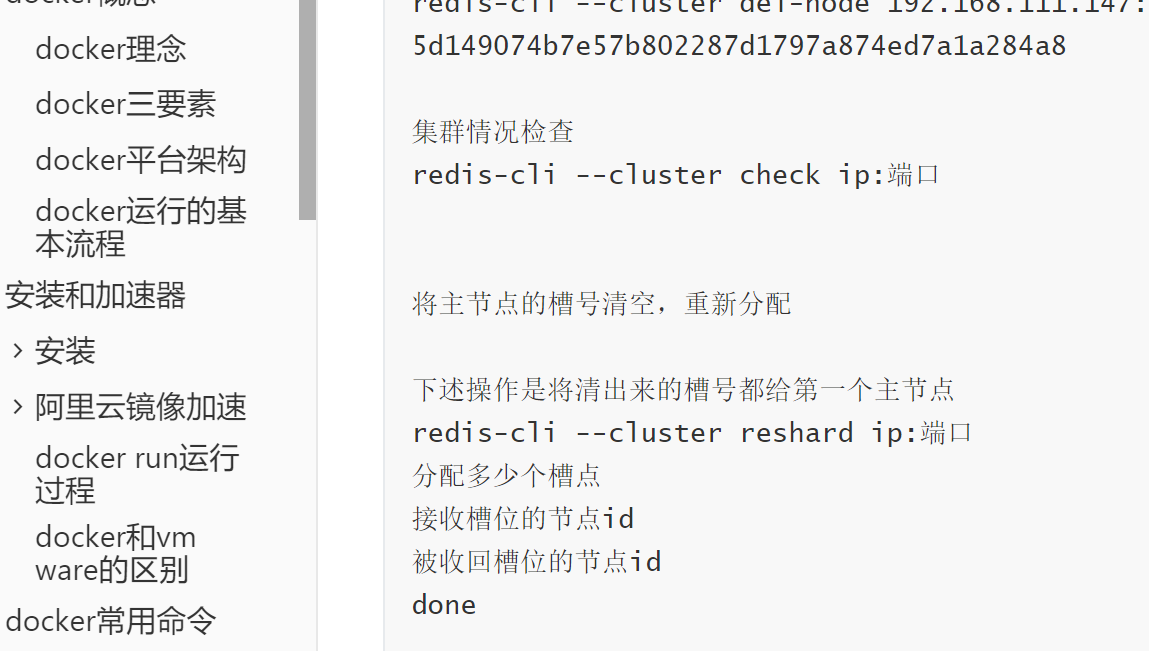 docker概念
docker理念
docker三要素
docker平台架构
docker运行的基
本流程
安装和加速器
安装
阿里云镜像加速
docker run运行
过程
docker和vm
ware的区别
docker常用命令
redis-cli --cluster del-node 192.168.111.147:
5d149074b7e57b802287d1797a874ed7a1a284a8
集群情况检查
redis-cli --cluster check ip:端口
将主节点的槽号清空，重新分配
下述操作是将清出来的槽号都给第一个主节点
redis-cli --cluster reshard ip:端口
分配多少个槽点
接收槽位的节点id
被收回槽位的节点id
done